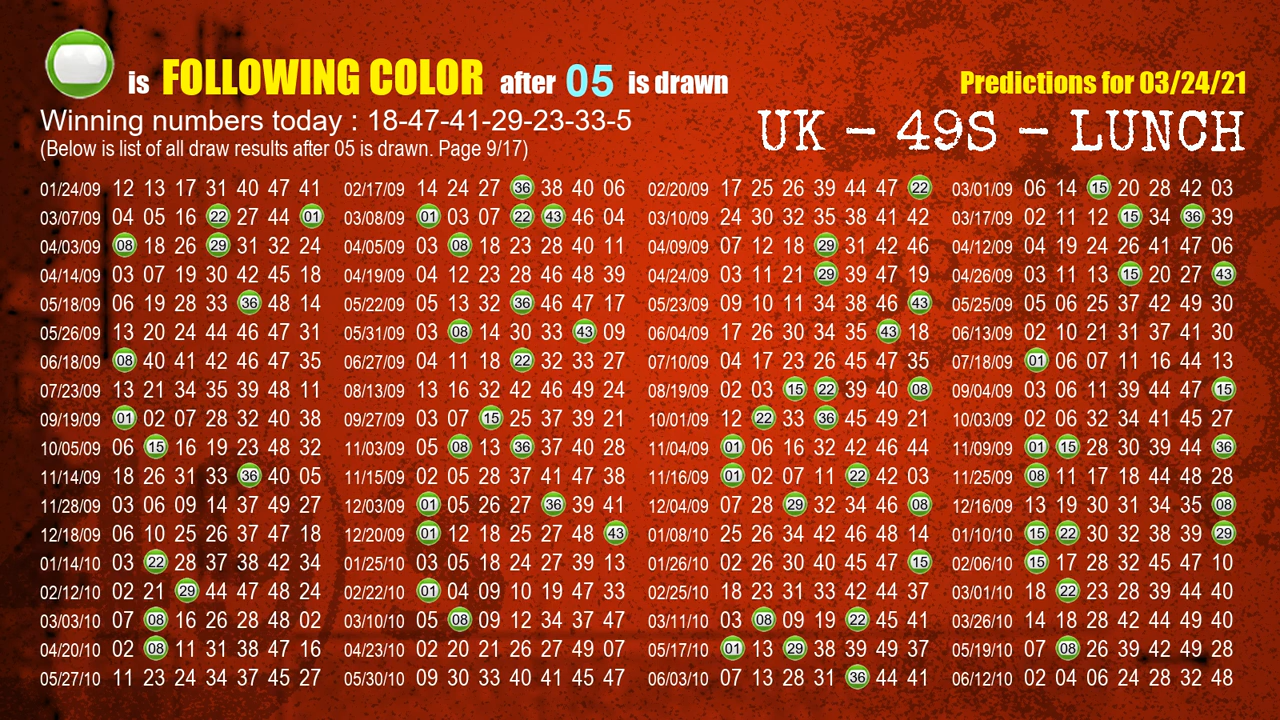 is FOLLOWING COLOR after 05 is drawn
Predictions for 03/24/21
Winning numbers today : 18-47-41-29-23-33-5
UK - 49S - LUNCH
(Below is list of all draw results after 05 is drawn. Page 9/17)
01/24/09 12 13 17 31 40 47 41 02/17/09 14 24 27 36 38 40 06 02/20/09 17 25 26 39 44 47 22 03/01/09 06 14 15 20 28 42 03
03/07/09 04 05 16 22 27 44 01 03/08/09 01 03 07 22 43 46 04 03/10/09 24 30 32 35 38 41 42 03/17/09 02 11 12 15 34 36 39
04/03/09 08 18 26 29 31 32 24 04/05/09 03 08 18 23 28 40 11 04/09/09 07 12 18 29 31 42 46 04/12/09 04 19 24 26 41 47 06
04/14/09 03 07 19 30 42 45 18 04/19/09 04 12 23 28 46 48 39 04/24/09 03 11 21 29 39 47 19 04/26/09 03 11 13 15 20 27 43
05/18/09 06 19 28 33 36 48 14 05/22/09 05 13 32 36 46 47 17 05/23/09 09 10 11 34 38 46 43 05/25/09 05 06 25 37 42 49 30
05/26/09 13 20 24 44 46 47 31 05/31/09 03 08 14 30 33 43 09 06/04/09 17 26 30 34 35 43 18 06/13/09 02 10 21 31 37 41 30
06/18/09 08 40 41 42 46 47 35 06/27/09 04 11 18 22 32 33 27 07/10/09 04 17 23 26 45 47 35 07/18/09 01 06 07 11 16 44 13
07/23/09 13 21 34 35 39 48 11 08/13/09 13 16 32 42 46 49 24 08/19/09 02 03 15 22 39 40 08 09/04/09 03 06 11 39 44 47 15
09/19/09 01 02 07 28 32 40 38 09/27/09 03 07 15 25 37 39 21 10/01/09 12 22 33 36 45 49 21 10/03/09 02 06 32 34 41 45 27
10/05/09 06 15 16 19 23 48 32 11/03/09 05 08 13 36 37 40 28 11/04/09 01 06 16 32 42 46 44 11/09/09 01 15 28 30 39 44 36
11/14/09 18 26 31 33 36 40 05 11/15/09 02 05 28 37 41 47 38 11/16/09 01 02 07 11 22 42 03 11/25/09 08 11 17 18 44 48 28
11/28/09 03 06 09 14 37 49 27 12/03/09 01 05 26 27 36 39 41 12/04/09 07 28 29 32 34 46 08 12/16/09 13 19 30 31 34 35 08
12/18/09 06 10 25 26 37 47 18 12/20/09 01 12 18 25 27 48 43 01/08/10 25 26 34 42 46 48 14 01/10/10 15 22 30 32 38 39 29
01/14/10 03 22 28 37 38 42 34 01/25/10 03 05 18 24 27 39 13 01/26/10 02 26 30 40 45 47 15 02/06/10 15 17 28 32 45 47 10
02/12/10 02 21 29 44 47 48 24 02/22/10 01 04 09 10 19 47 33 02/25/10 18 23 31 33 42 44 37 03/01/10 18 22 23 28 39 44 40
03/03/10 07 08 16 26 28 48 02 03/10/10 05 08 09 12 34 37 47 03/11/10 03 08 09 19 22 45 41 03/26/10 14 18 28 42 44 49 40
04/20/10 02 08 11 31 38 47 16 04/23/10 02 20 21 26 27 49 07 05/17/10 01 13 29 38 39 49 37 05/19/10 07 08 26 39 42 49 28
05/27/10 11 23 24 34 37 45 27 05/30/10 09 30 33 40 41 45 47 06/03/10 07 13 28 31 36 44 41 06/12/10 02 04 06 24 28 32 48